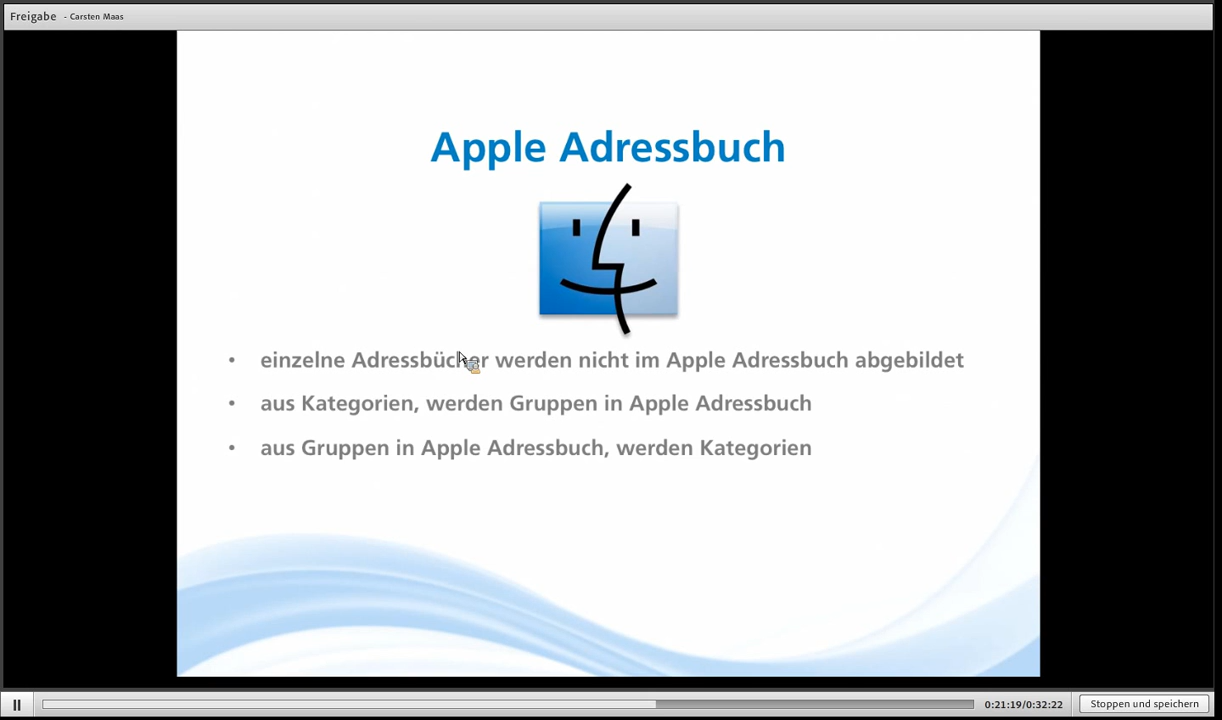 Freigabe - Carsten Maas
Apple Adressbuch
• einzelne Adressbücher werden nicht im Apple Adressbuch abgebildet
• aus Kategorien, werden Gruppen in Apple Adressbuch
• aus Gruppen in Apple Adressbuch, werden Kategorien
0:21:19/0:32:22 Stoppen und speichern